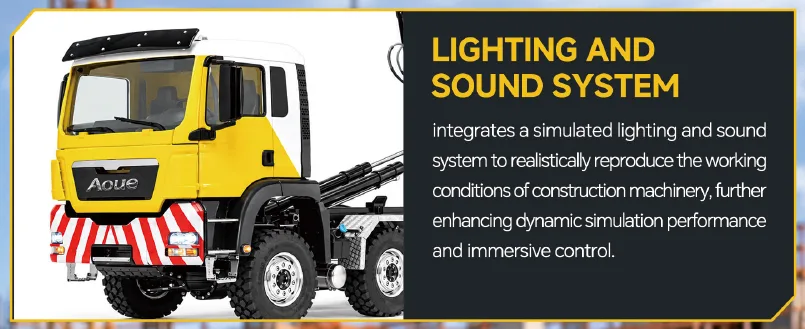 LIGHTING AND
SOUND SYSTEM
integrates a simulated lighting and sound
system to realistically reproduce the working
conditions of construction machinery, further
enhancing dynamic simulation performance
and immersive control.
Aoue